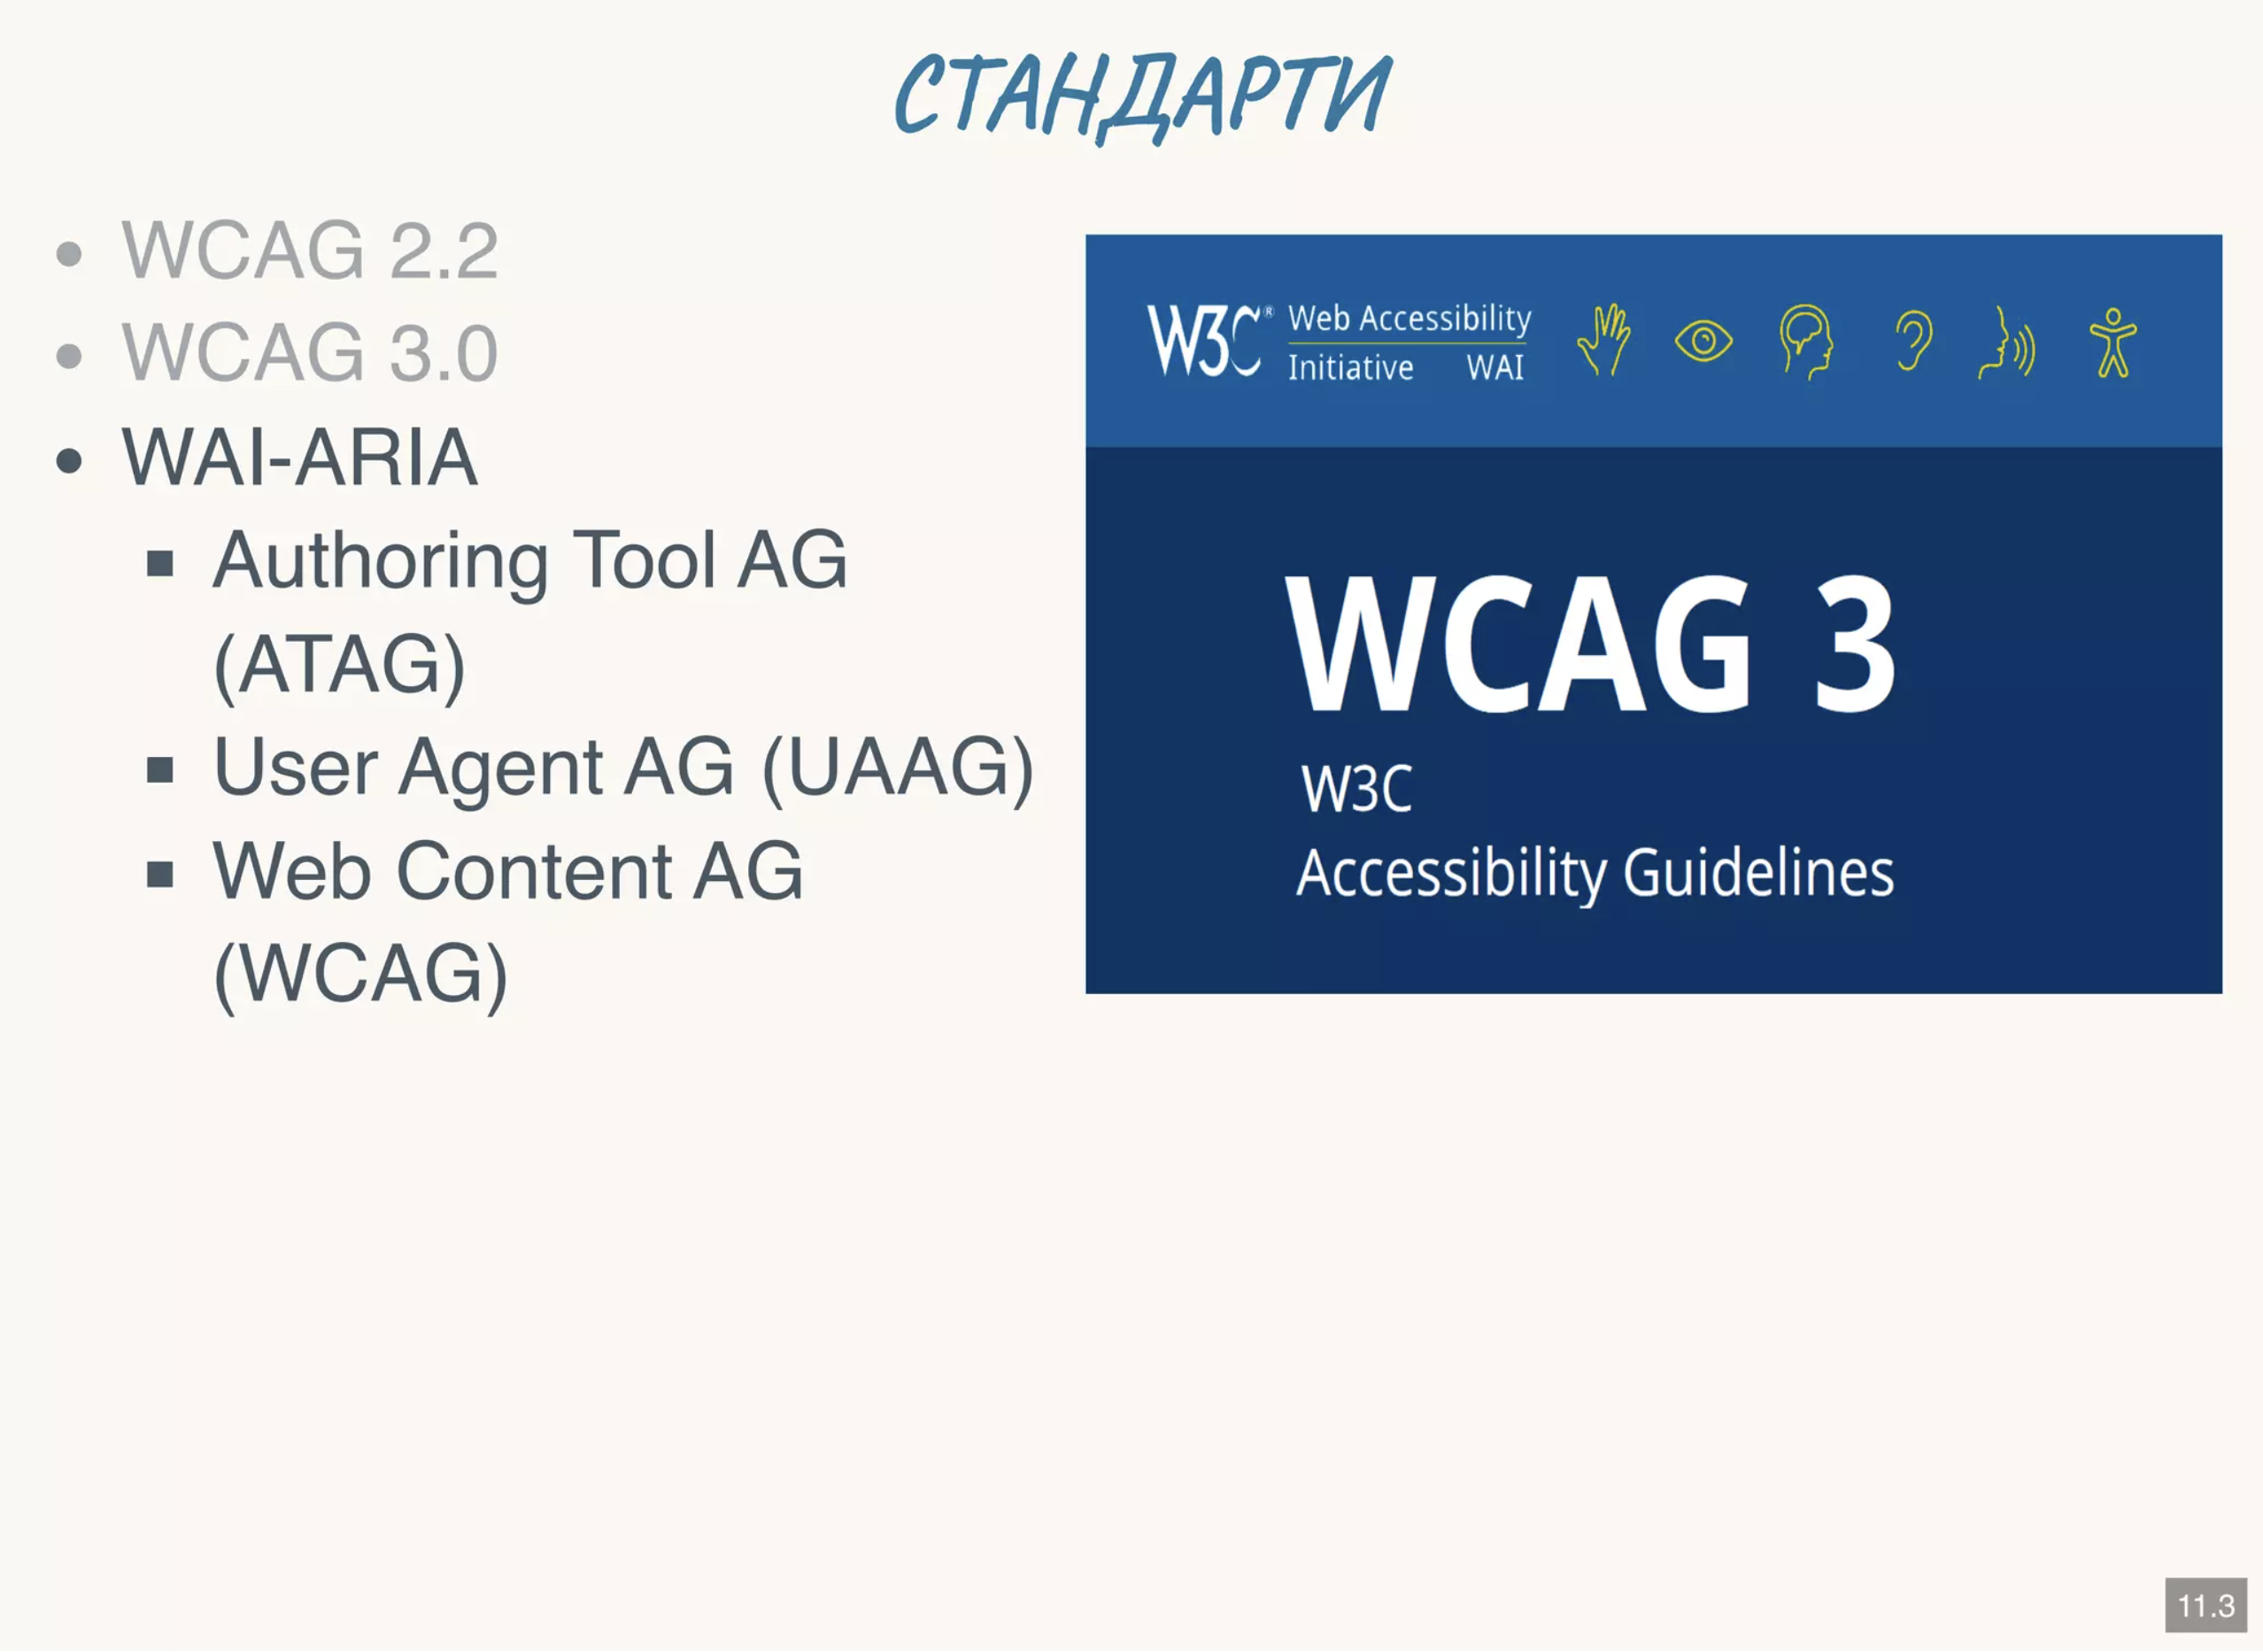 СТАНДАРТИ
WCAG 2.2
WCAG 3.0
WAI-ARIA
Authoring Tool AG
(ATAG)
User Agent AG (UAAG)
Web Content AG
(WCAG)
W3C® Web Accessibility
Initiative WAI
WCAG 3
W3C
Accessibility Guidelines
11.3